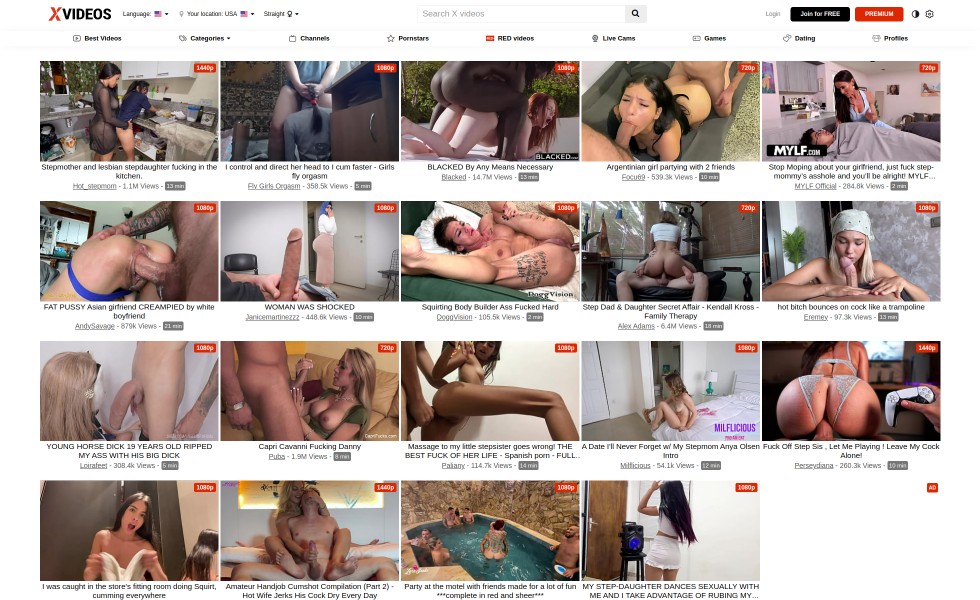 XVIDEOS
Language:
Your location: USA
Straight
Search X videos
Login
Join for FREE
PREMIUM
Best Videos
Categories
Channels
Pornstars
RED videos
Live Cams
Games
Dating
Profiles
1440p
1080p
1080p
720p
720p
BLACKED
MYLF.COM
Stepmother and lesbian stepdaughter fucking in the
kitchen.
Hot_stepmom - 1.1M Views - 13 min
I control and direct her head to I cum faster - Girls
fly orgasm
Fly Girls Orgasm - 358.5k Views - 5 min
BLACKED By Any Means Necessary
Blacked - 14.7M Views - 13 min
Argentinian girl partying with 2 friends
Focu69 - 539.3k Views - 10 min
Stop Moping about your girlfriend, just fuck step-
mommy's asshole and you'll be alright! MYLF...
MYLF Official - 284.8k Views - 2 min
1080p
1080p
1080p
720p
1080p
DoggVision
FAT PUSSY Asian girlfriend CREAMPIED by white
boyfriend
AndySavage - 879k Views - 21 min
WOMAN WAS SHOCKED
Janicemartinezzz - 448.6k Views - 10 min
Squirting Body Builder Ass Fucked Hard
DoggVision - 105.5k Views - 2 min
Step Dad & Daughter Secret Affair - Kendall Kross -
Family Therapy
Alex Adams - 6.4M Views - 18 min
hot bitch bounces on cock like a trampoline
Eremey - 97.3k Views - 13 min
1080p
720p
1080p
1080p
1440p
MILFLICIOUS
YOUNG HORSE DICK 19 YEARS OLD RIPPED
MY ASS WITH HIS BIG DICK
Loirafeet - 308.4k Views - 5 min
Capri Cavanni Fucking Danny
Puba - 1.9M Views - 8 min
Massage to my little stepsister goes wrong! THE
BEST FUCK OF HER LIFE - Spanish porn - FULL...
Paliany - 114.7k Views - 14 min
A Date I'll Never Forget w/ My Stepmom Anya Olsen
Intro
Milflicious - 54.1k Views - 12 min
Fuck Off Step Sis , Let Me Playing ! Leave My Cock
Alone!
Perseydiana - 260.3k Views - 10 min
1080p
1440p
1080p
1080p
AD
I was caught in the store's fitting room doing Squirt,
cumming everywhere
Amateur Handjob Cumshot Compilation (Part 2) -
Hot Wife Jerks His Cock Dry Every Day
Party at the motel with friends made for a lot of fun
***complete in red and sheer***
MY STEP-DAUGHTER DANCES SEXUALLY WITH
ME AND I TAKE ADVANTAGE OF RUBING MY...